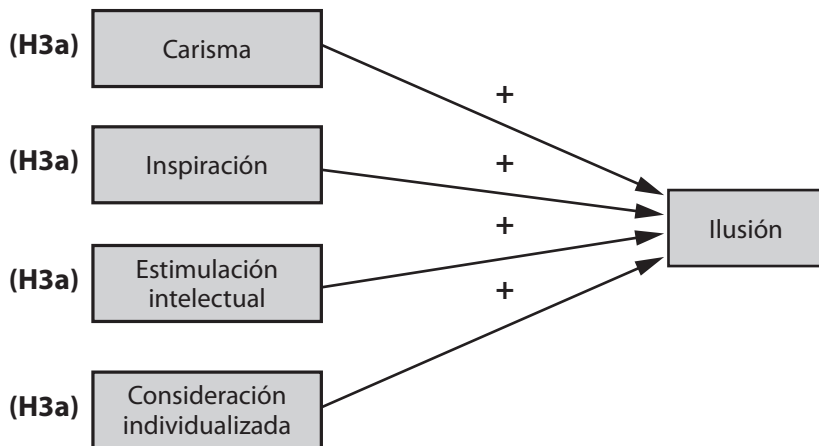 (H3a)
Carisma
+
(H3a)
Inspiración
+
Ilusión
+
(H3a)
Estimulación
intelectual
+
(H3a)
Consideración
individualizada